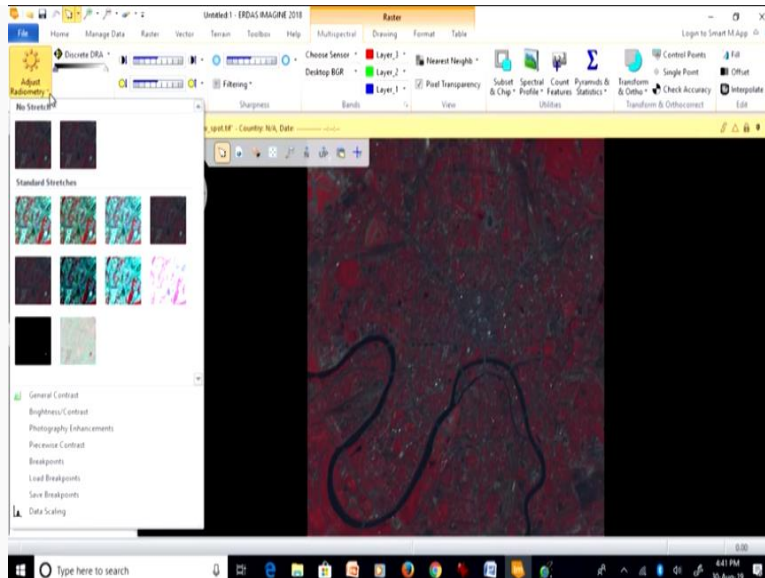 Untitled:1 - ERDAS IMAGINE 2018
Raster
File Home Manage Data Raster Vector Terrain Toolbox Help Multispectral Drawing Format Table Login to Smart M.App
Adjust Radiometry
Discrete DRA
Filtering
Sharpness
Choose Sensor
Desktop BGR
Layer_3
Layer_2
Layer_1
Bands
Nearest Neighb
Pixel Transparency
View
Subset & Chip
Spectral Profile
Count Features
Pyramids & Statistics
Utilities
Transform & Ortho
Control Points
Single Point
Check Accuracy
Transform & Orthocorrect
Fill
Offset
Interpolate
Edit
No Stretch
_spot.tif" - Country: N/A, Date:
Standard Stretches
General Contrast
Brightness/Contrast
Photography Enhancements
Piecewise Contrast
Breakpoints
Load Breakpoints
Save Breakpoints
Data Scaling
0.00
Type here to search
4:41 PM